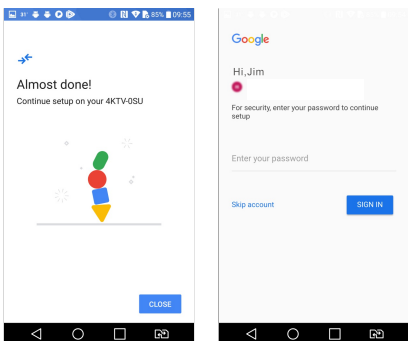 85% 09:55
Almost done!
Continue setup on your 4KTV-0SU
CLOSE
Google
Hi,Jim
For security, enter your password to continue
setup
Enter your password
Skip account
SIGN IN